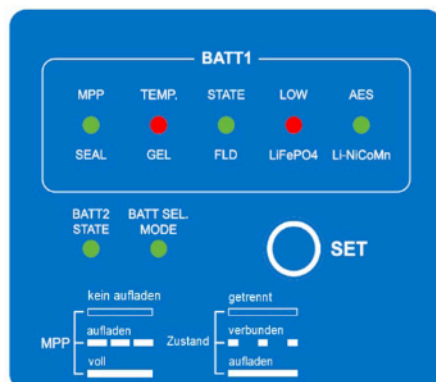 BATT1
MPP TEMP. STATE LOW AES
SEAL GEL FLD LiFePO4 Li-NiCoMn
BATT2 STATE
BATT SEL. MODE
SET
kein aufladen
MPP aufladen
voll
getrennt
Zustand verbunden
aufladen